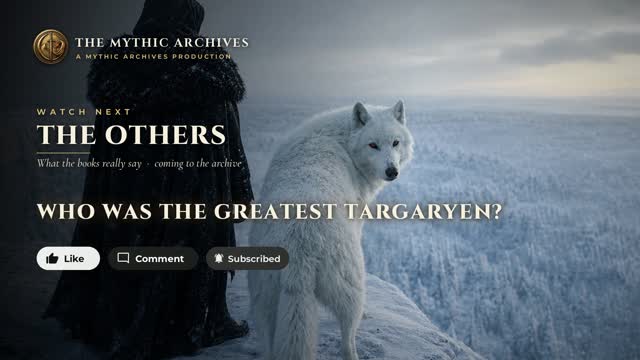 THE MYTHIC ARCHIVES
A MYTHIC ARCHIVES PRODUCTION
WATCH NEXT
THE OTHERS
What the books really say · coming to the archive
WHO WAS THE GREATEST TARGARYEN?
Like
Comment
Subscribed